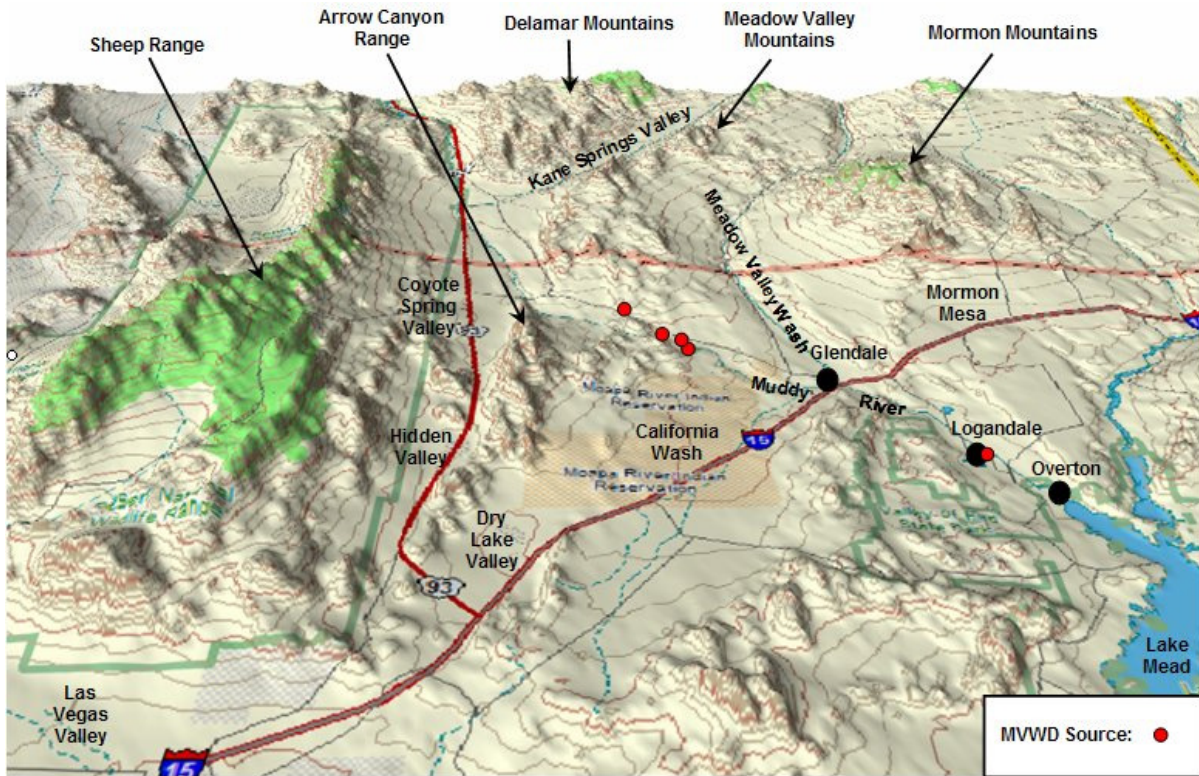 Sheep Range
Arrow Canyon
Range
Delamar Mountains
Meadow Valley
Mountains
Mormon Mountains
Kane Springs Valley
Meadow Valley Wash
Coyote
Spring
Valley
Mormon
Mesa
Glendale
Moapa River Indian
Reservation
Muddy
River
Hidden
Valley
California
Wash
15
Logandale
Moapa River Indian
Reservation
Overton
Dry
Lake
Valley
93
Lake
Mead
Las
Vegas
Valley
15
MVWD Source: